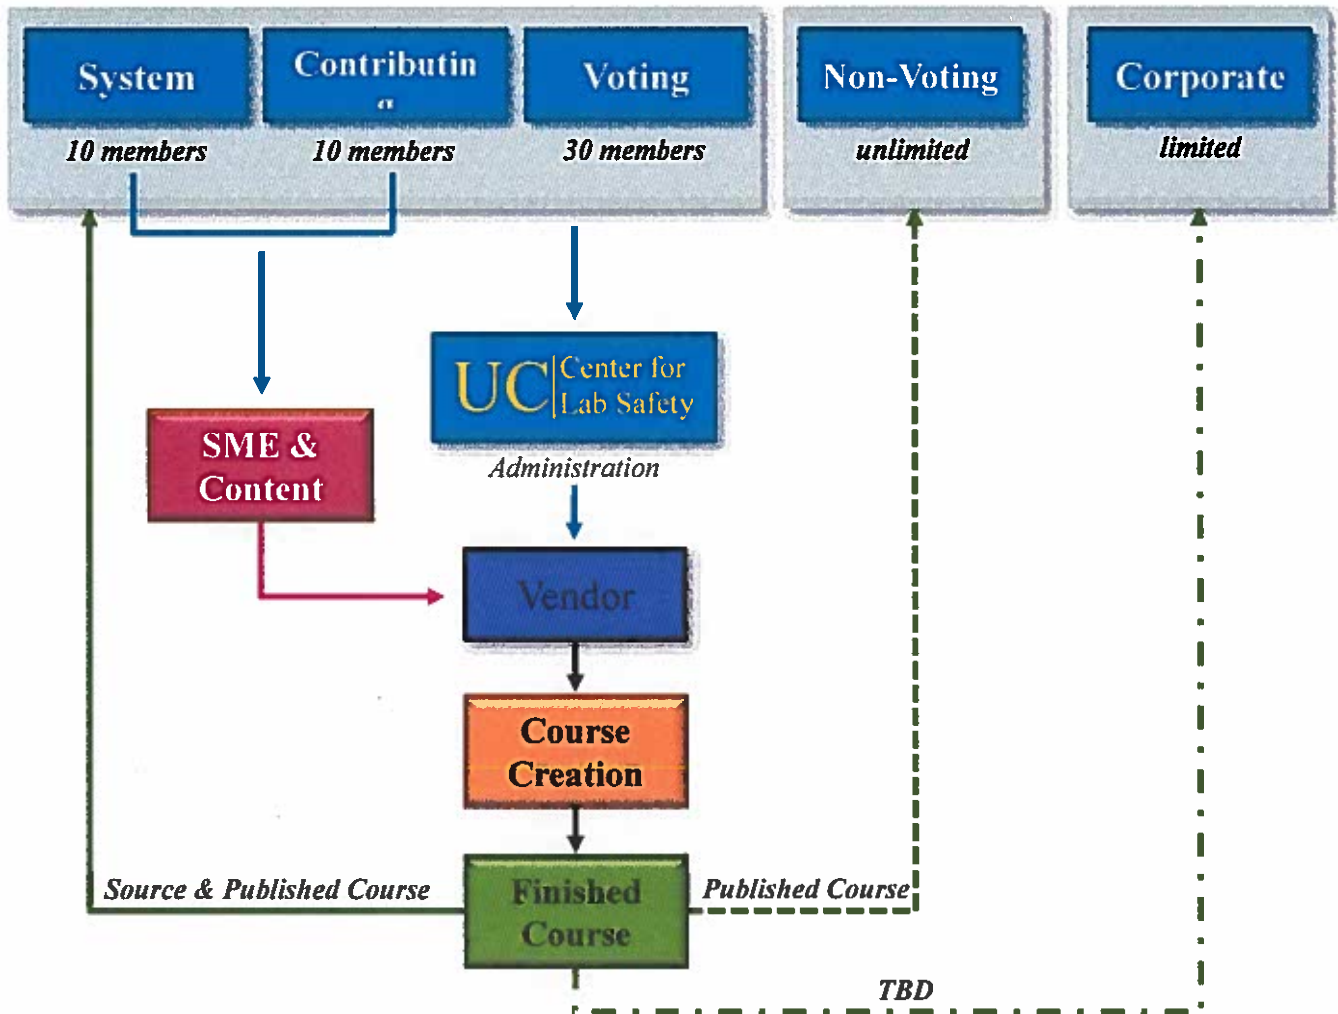 System
Contributin
g
Voting
Non-Voting
Corporate
10 members
10 members
30 members
unlimited
limited
UC
Center for
Lab Safety
Administration
SME &
Content
Vendor
Course
Creation
Source & Published Course
Finished
Course
Published Course
TBD